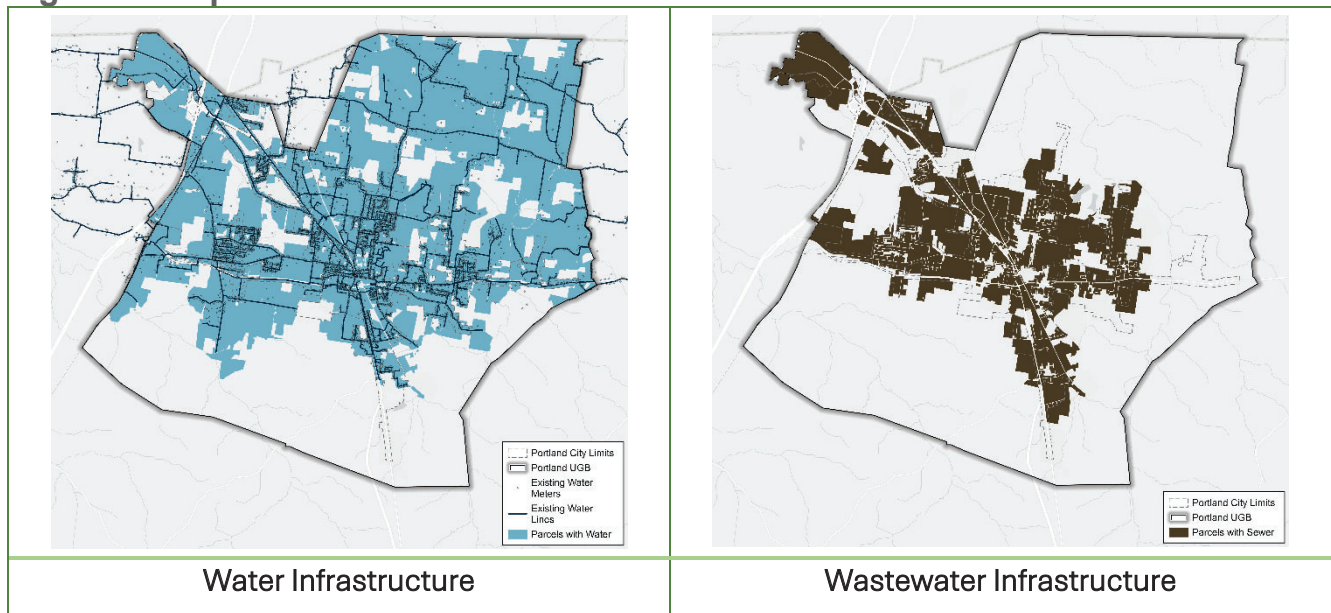 Portland City Limits
Portland UGB
Existing Water
Meters
Existing Water
Lines
Parcels with Water
Portland City Limits
Portland UGB
Parcels with Sewer
Water Infrastructure
Wastewater Infrastructure